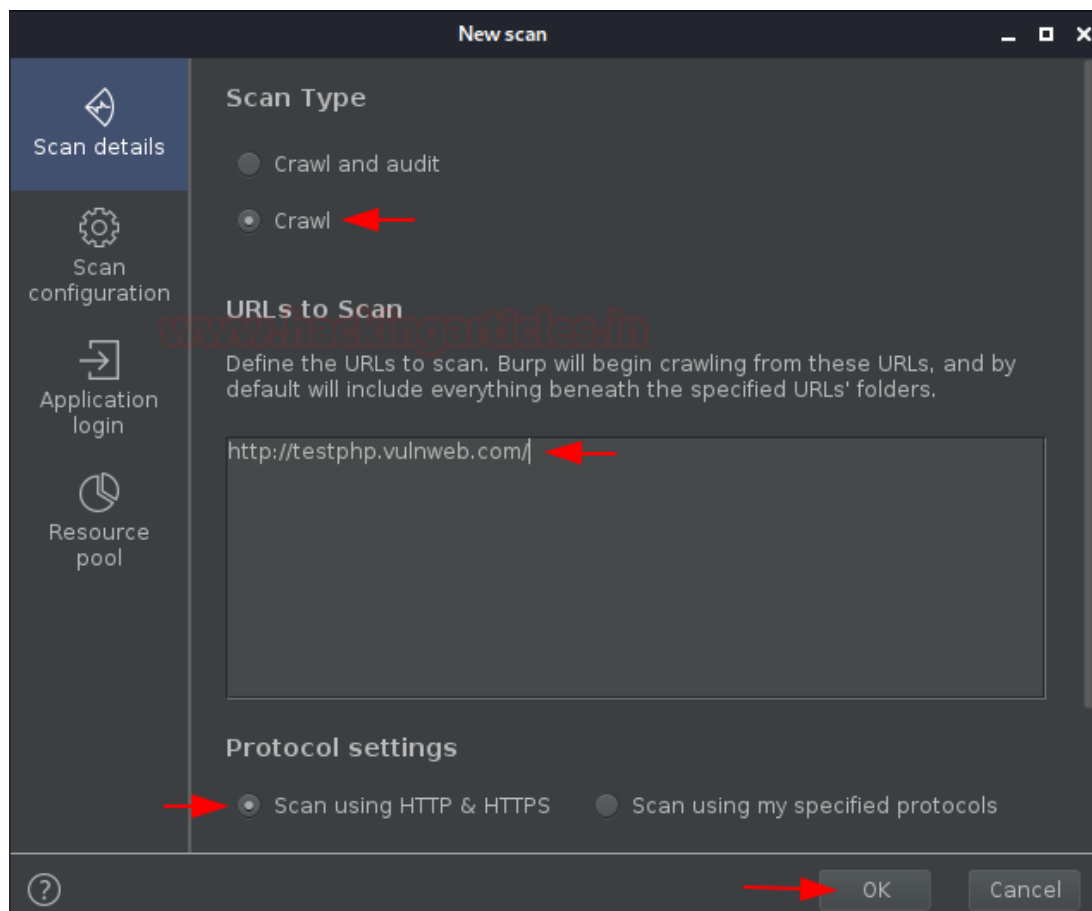 New scan
Scan details
Scan
configuration
Application
login
Resource
pool
Scan Type
Crawl and audit
Crawl
URLs to Scan
www.hackingarticles.in
Define the URLs to scan. Burp will begin crawling from these URLs, and by
default will include everything beneath the specified URLs' folders.
http://testphp.vulnweb.com/
Protocol settings
Scan using HTTP & HTTPS
Scan using my specified protocols
?
OK
Cancel